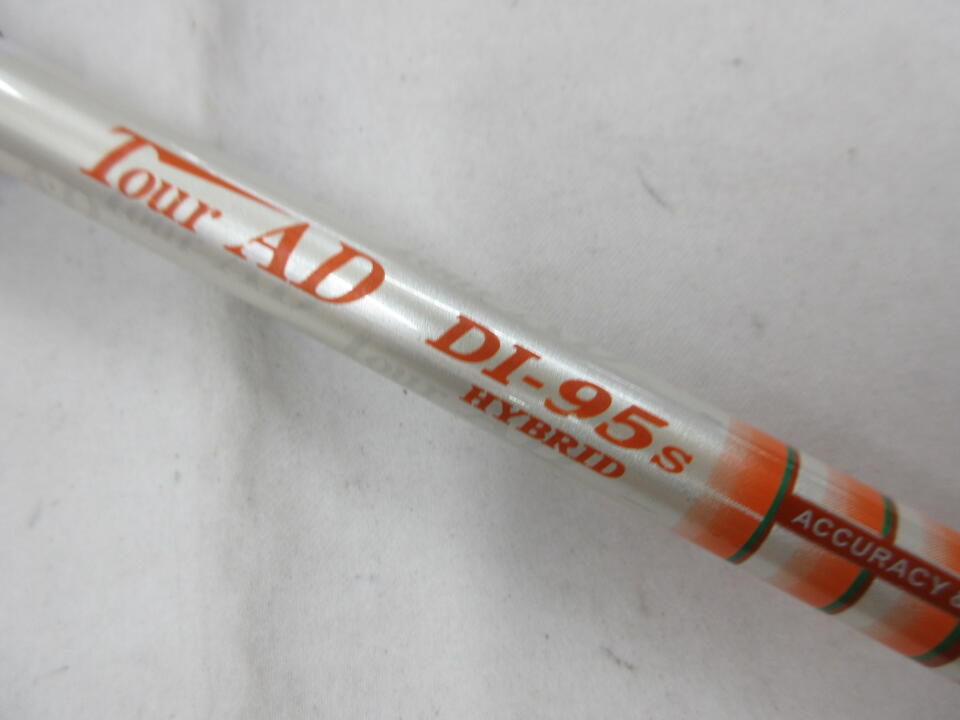 Tour AD
DI-95s
HYBRID
ACCURACY &